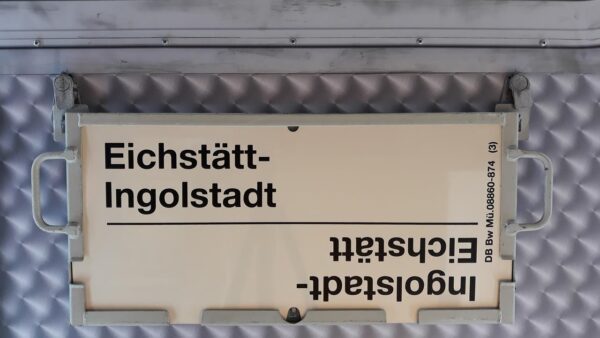 Eichstätt-
Ingolstadt
Ingolstadt-
Eichstätt
DB Bw Mü.08860-874 (3)